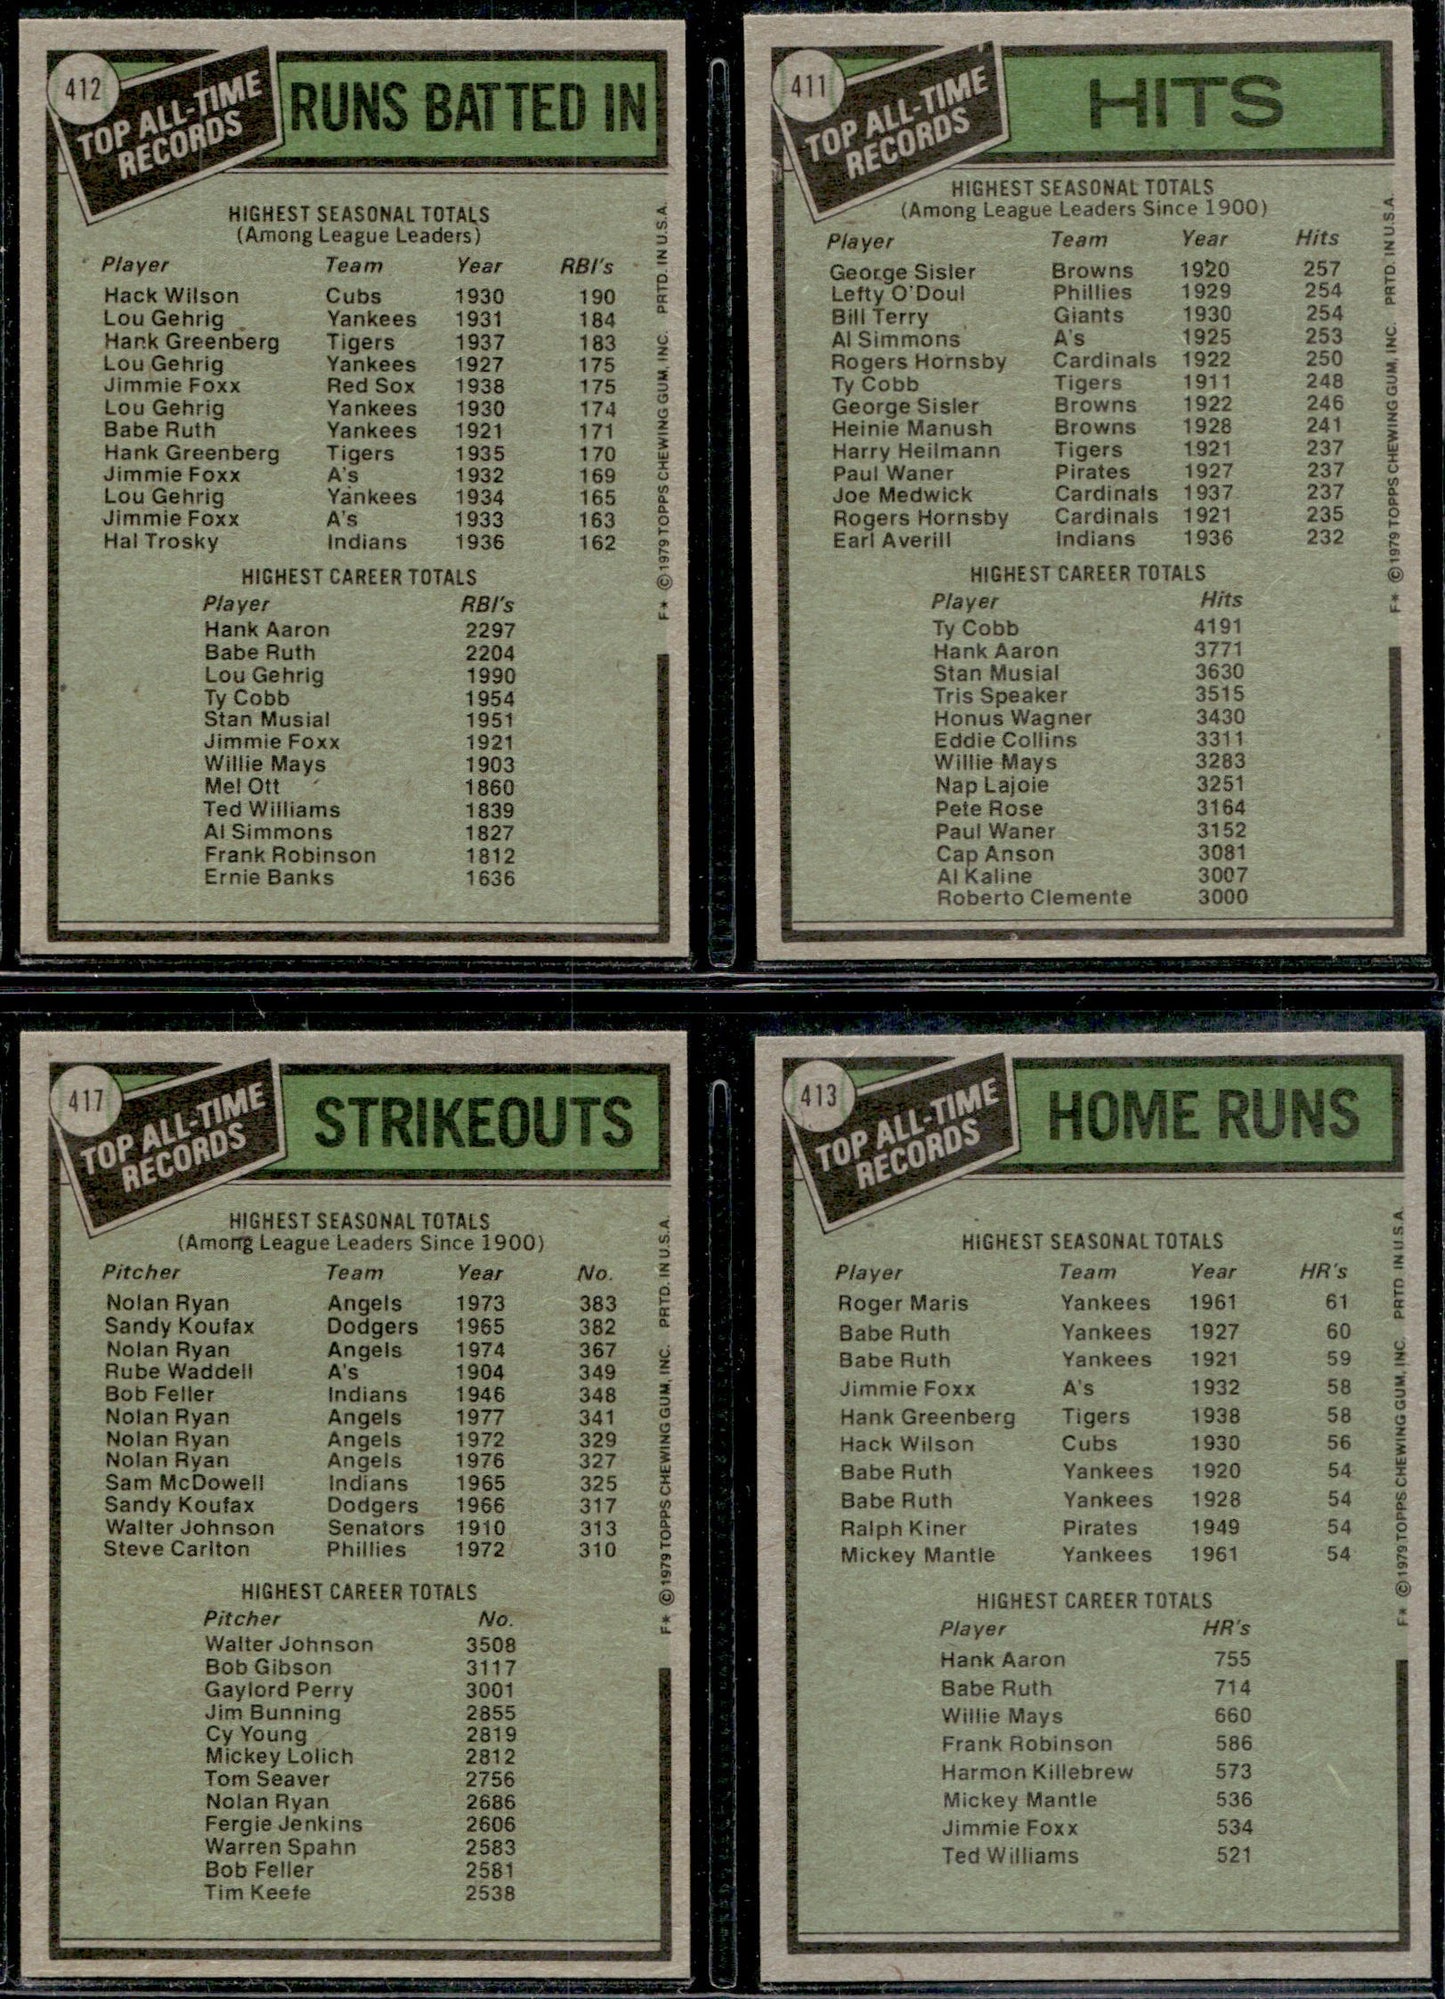 412
TOP ALL-TIME
RECORDS
RUNS BATTED IN
HIGHEST SEASONAL TOTALS
(Among League Leaders)
Player Team Year RBI's
Hack Wilson Cubs 1930 190
Lou Gehrig Yankees 1931 184
Hank Greenberg Tigers 1937 183
Lou Gehrig Yankees 1927 175
Jimmie Foxx Red Sox 1938 175
Lou Gehrig Yankees 1930 174
Babe Ruth Yankees 1921 171
Hank Greenberg Tigers 1935 170
Jimmie Foxx A's 1932 169
Lou Gehrig Yankees 1934 165
Jimmie Foxx A's 1933 163
Hal Trosky Indians 1936 162
HIGHEST CAREER TOTALS
Player RBI's
Hank Aaron 2297
Babe Ruth 2204
Lou Gehrig 1990
Ty Cobb 1954
Stan Musial 1951
Jimmie Foxx 1921
Willie Mays 1903
Mel Ott 1860
Ted Williams 1839
Al Simmons 1827
Frank Robinson 1812
Ernie Banks 1636
F* © 1979 TOPPS CHEWING GUM, INC. PRTD. IN U.S.A.
411
TOP ALL-TIME
RECORDS
HITS
HIGHEST SEASONAL TOTALS
(Among League Leaders Since 1900)
Player Team Year Hits
George Sisler Browns 1920 257
Lefty O'Doul Phillies 1929 254
Bill Terry Giants 1930 254
Al Simmons A's 1925 253
Rogers Hornsby Cardinals 1922 250
Ty Cobb Tigers 1911 248
George Sisler Browns 1922 246
Heinie Manush Browns 1928 241
Harry Heilmann Tigers 1921 237
Paul Waner Pirates 1927 237
Joe Medwick Cardinals 1937 237
Rogers Hornsby Cardinals 1921 235
Earl Averill Indians 1936 232
HIGHEST CAREER TOTALS
Player Hits
Ty Cobb 4191
Hank Aaron 3771
Stan Musial 3630
Tris Speaker 3515
Honus Wagner 3430
Eddie Collins 3311
Willie Mays 3283
Nap Lajoie 3251
Pete Rose 3164
Paul Waner 3152
Cap Anson 3081
Al Kaline 3007
Roberto Clemente 3000
F* © 1979 TOPPS CHEWING GUM, INC. PRTD. IN U.S.A.
417
TOP ALL-TIME
RECORDS
STRIKEOUTS
HIGHEST SEASONAL TOTALS
(Among League Leaders Since 1900)
Pitcher Team Year No.
Nolan Ryan Angels 1973 383
Sandy Koufax Dodgers 1965 382
Nolan Ryan Angels 1974 367
Rube Waddell A's 1904 349
Bob Feller Indians 1946 348
Nolan Ryan Angels 1977 341
Nolan Ryan Angels 1972 329
Nolan Ryan Angels 1976 327
Sam McDowell Indians 1965 325
Sandy Koufax Dodgers 1966 317
Walter Johnson Senators 1910 313
Steve Carlton Phillies 1972 310
HIGHEST CAREER TOTALS
Pitcher No.
Walter Johnson 3508
Bob Gibson 3117
Gaylord Perry 3001
Jim Bunning 2855
Cy Young 2819
Mickey Lolich 2812
Tom Seaver 2756
Nolan Ryan 2686
Fergie Jenkins 2606
Warren Spahn 2583
Bob Feller 2581
Tim Keefe 2538
F* © 1979 TOPPS CHEWING GUM, INC. PRTD. IN U.S.A.
413
TOP ALL-TIME
RECORDS
HOME RUNS
HIGHEST SEASONAL TOTALS
Player Team Year HR's
Roger Maris Yankees 1961 61
Babe Ruth Yankees 1927 60
Babe Ruth Yankees 1921 59
Jimmie Foxx A's 1932 58
Hank Greenberg Tigers 1938 58
Hack Wilson Cubs 1930 56
Babe Ruth Yankees 1920 54
Babe Ruth Yankees 1928 54
Ralph Kiner Pirates 1949 54
Mickey Mantle Yankees 1961 54
HIGHEST CAREER TOTALS
Player HR's
Hank Aaron 755
Babe Ruth 714
Willie Mays 660
Frank Robinson 586
Harmon Killebrew 573
Mickey Mantle 536
Jimmie Foxx 534
Ted Williams 521
F* © 1979 TOPPS CHEWING GUM, INC. PRTD. IN U.S.A.